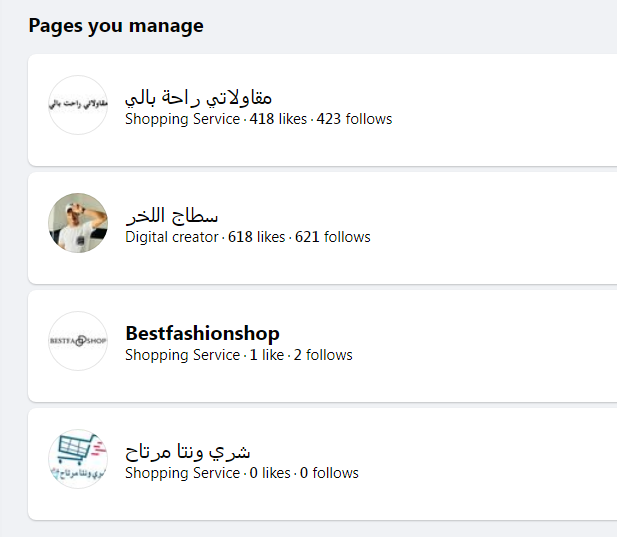 Pages you manage
مقاولاتي راحت بالي
مقاولاتي راحة بالي
Shopping Service · 418 likes · 423 follows
سطاج اللخر
Digital creator · 618 likes · 621 follows
BESTFA SHOP
Bestfashionshop
Shopping Service · 1 like · 2 follows
شري ونتا مرتاح
شري ونتا مرتاح
Shopping Service · 0 likes · 0 follows